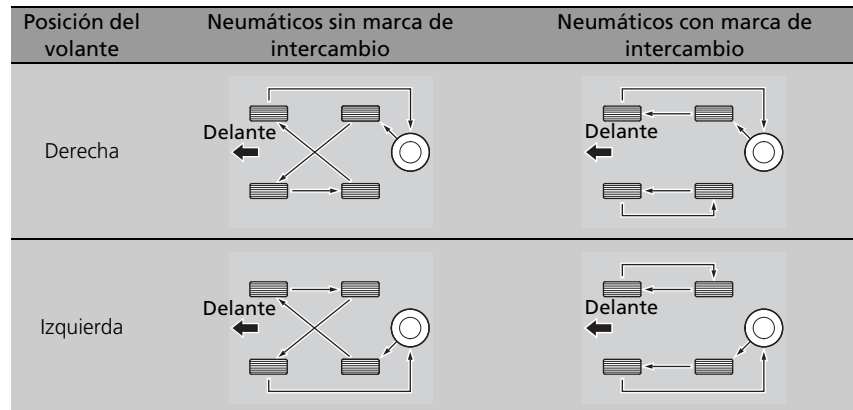 Posición del volante
Neumáticos sin marca de intercambio
Neumáticos con marca de intercambio
Derecha
Delante
Delante
Izquierda
Delante
Delante